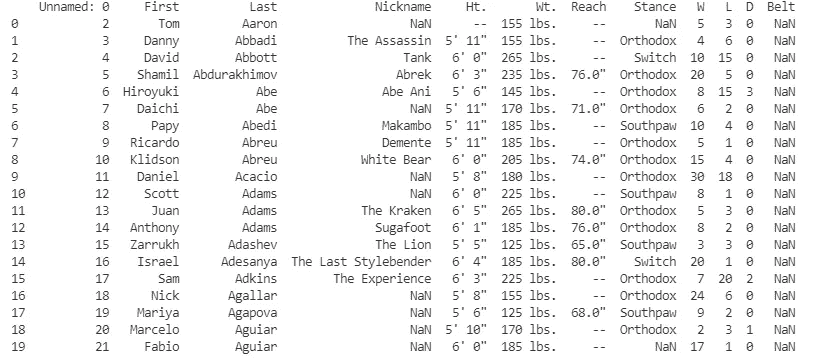 Unnamed: 0 First Last Nickname Ht. Wt. Reach Stance W L D Belt
0 2 Tom Aaron NaN -- 155 lbs. -- NaN 5 3 0 NaN
1 3 Danny Abbadi The Assassin 5' 11" 155 lbs. -- Orthodox 4 6 0 NaN
2 4 David Abbott Tank 6' 0" 265 lbs. -- Switch 10 15 0 NaN
3 5 Shamil Abdurakhimov Abrek 6' 3" 235 lbs. 76.0" Orthodox 20 5 0 NaN
4 6 Hiroyuki Abe Abe Ani 5' 6" 145 lbs. -- Orthodox 8 15 3 NaN
5 7 Daichi Abe NaN 5' 11" 170 lbs. 71.0" Orthodox 6 2 0 NaN
6 8 Papy Abedi Makambo 5' 11" 185 lbs. -- Southpaw 10 4 0 NaN
7 9 Ricardo Abreu Demente 5' 11" 185 lbs. -- Orthodox 5 1 0 NaN
8 10 Klidson Abreu White Bear 6' 0" 205 lbs. 74.0" Orthodox 15 4 0 NaN
9 11 Daniel Acacio NaN 5' 8" 180 lbs. -- Orthodox 30 18 0 NaN
10 12 Scott Adams NaN 6' 0" 225 lbs. -- Southpaw 8 1 0 NaN
11 13 Juan Adams The Kraken 6' 5" 265 lbs. 80.0" Orthodox 5 3 0 NaN
12 14 Anthony Adams Sugafoot 6' 1" 185 lbs. 76.0" Orthodox 8 2 0 NaN
13 15 Zarrukh Adashev The Lion 5' 5" 125 lbs. 65.0" Southpaw 3 3 0 NaN
14 16 Israel Adesanya The Last Stylebender 6' 4" 185 lbs. 80.0" Switch 20 1 0 NaN
15 17 Sam Adkins The Experience 6' 3" 225 lbs. -- Orthodox 7 20 2 NaN
16 18 Nick Agallar NaN 5' 8" 155 lbs. -- Orthodox 24 6 0 NaN
17 19 Mariya Agapova NaN 5' 6" 125 lbs. 68.0" Southpaw 9 2 0 NaN
18 20 Marcelo Aguiar NaN 5' 10" 170 lbs. -- Orthodox 2 3 1 NaN
19 21 Fabio Aguiar NaN 6' 0" 185 lbs. -- NaN 17 1 0 NaN